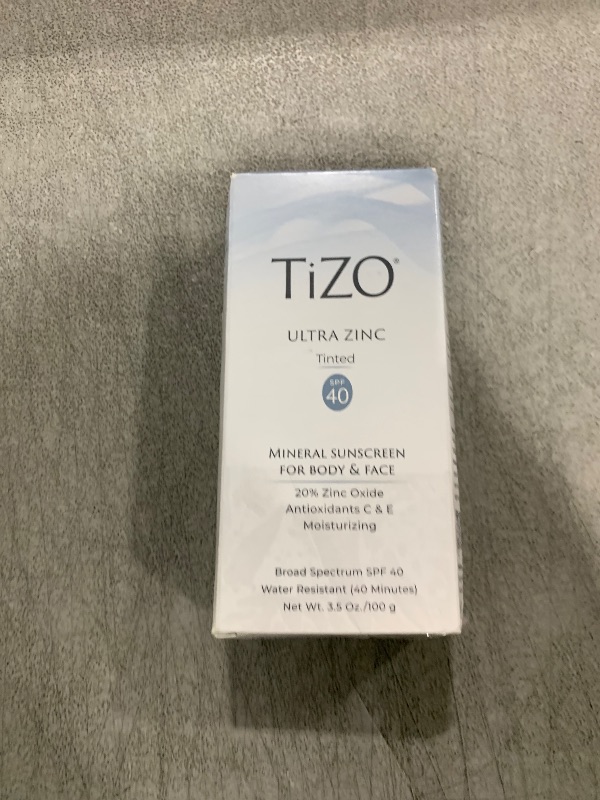 TiZO®
ULTRA ZINC
Tinted
SPF
40
MINERAL SUNSCREEN
FOR BODY & FACE
20% Zinc Oxide
Antioxidants C & E
Moisturizing
Broad Spectrum SPF 40
Water Resistant (40 Minutes)
Net Wt. 3.5 Oz./100 g